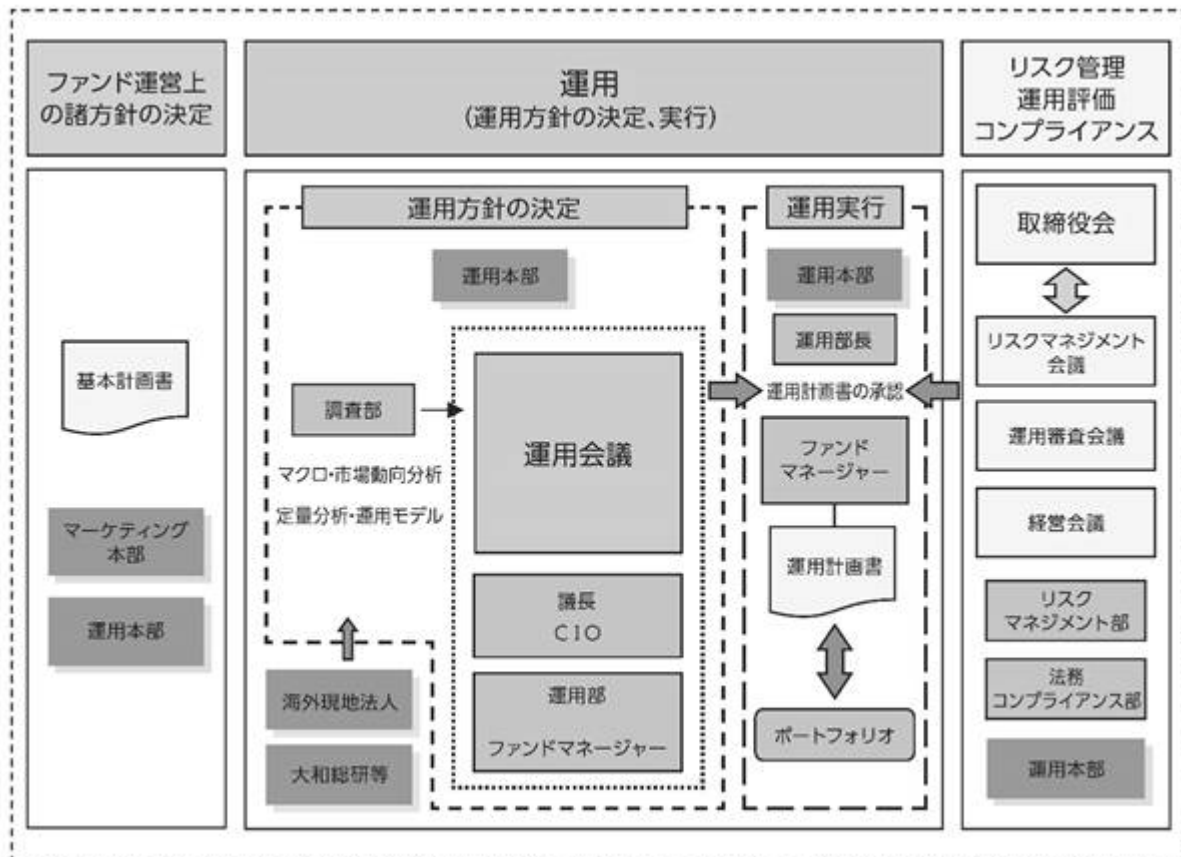 ファンド運営上
の諸方針の決定
運用
(運用方針の決定、実行)
リスク管理
運用評価
コンプライアンス
基本計画書
マーケティング
本部
運用本部
運用方針の決定
運用本部
調査部
マクロ・市場動向分析
定量分析・運用モデル
運用会議
議長
CIO
運用部
ファンドマネージャー
海外現地法人
大和総研等
運用実行
運用本部
運用部長
運用計画書の承認
ファンド
マネージャー
運用計画書
ポートフォリオ
取締役会
リスクマネジメント
会議
運用審査会議
経営会議
リスク
マネジメント部
法務
コンプライアンス部
運用本部